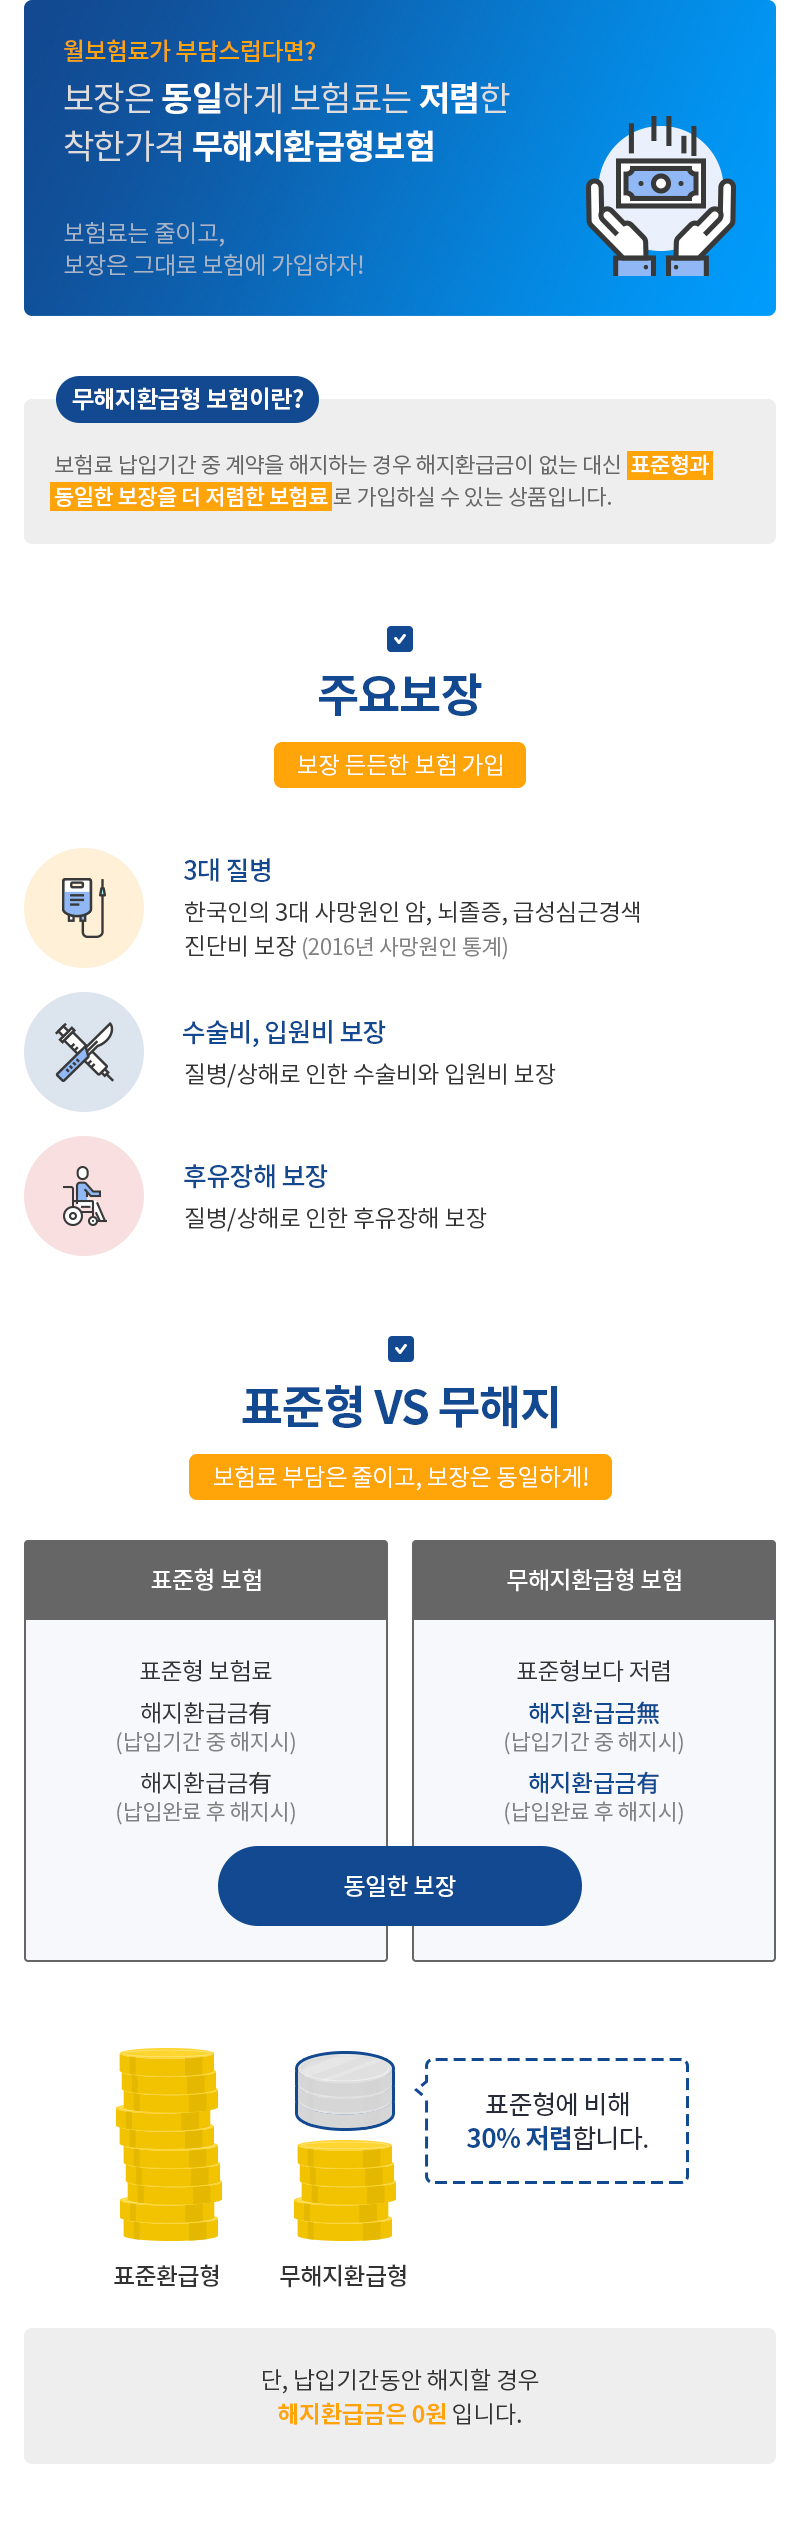 월보험료가 부담스럽다면?
보장은 동일하게 보험료는 저렴한
착한가격 무해지환급형보험
보험료는 줄이고,
보장은 그대로 보험에 가입하자!
무해지환급형 보험이란?
보험료 납입기간 중 계약을 해지하는 경우 해지환급금이 없는 대신 표준형과
동일한 보장을 더 저렴한 보험료로 가입하실 수 있는 상품입니다.
주요보장
보장 든든한 보험 가입
3대 질병
한국인의 3대 사망원인 암, 뇌졸증, 급성심근경색
진단비 보장 (2016년 사망원인 통계)
수술비, 입원비 보장
질병/상해로 인한 수술비와 입원비 보장
후유장해 보장
질병/상해로 인한 후유장해 보장
표준형 VS 무해지
보험료 부담은 줄이고, 보장은 동일하게!
표준형 보험
표준형 보험료
해지환급금有
(납입기간 중 해지시)
해지환급금有
(납입완료 후 해지시)
무해지환급형 보험
표준형보다 저렴
해지환급금無
(납입기간 중 해지시)
해지환급금有
(납입완료 후 해지시)
동일한 보장
표준형에 비해
30% 저렴합니다.
표준환급형
무해지환급형
단, 납입기간동안 해지할 경우
해지환급금은 0원 입니다.